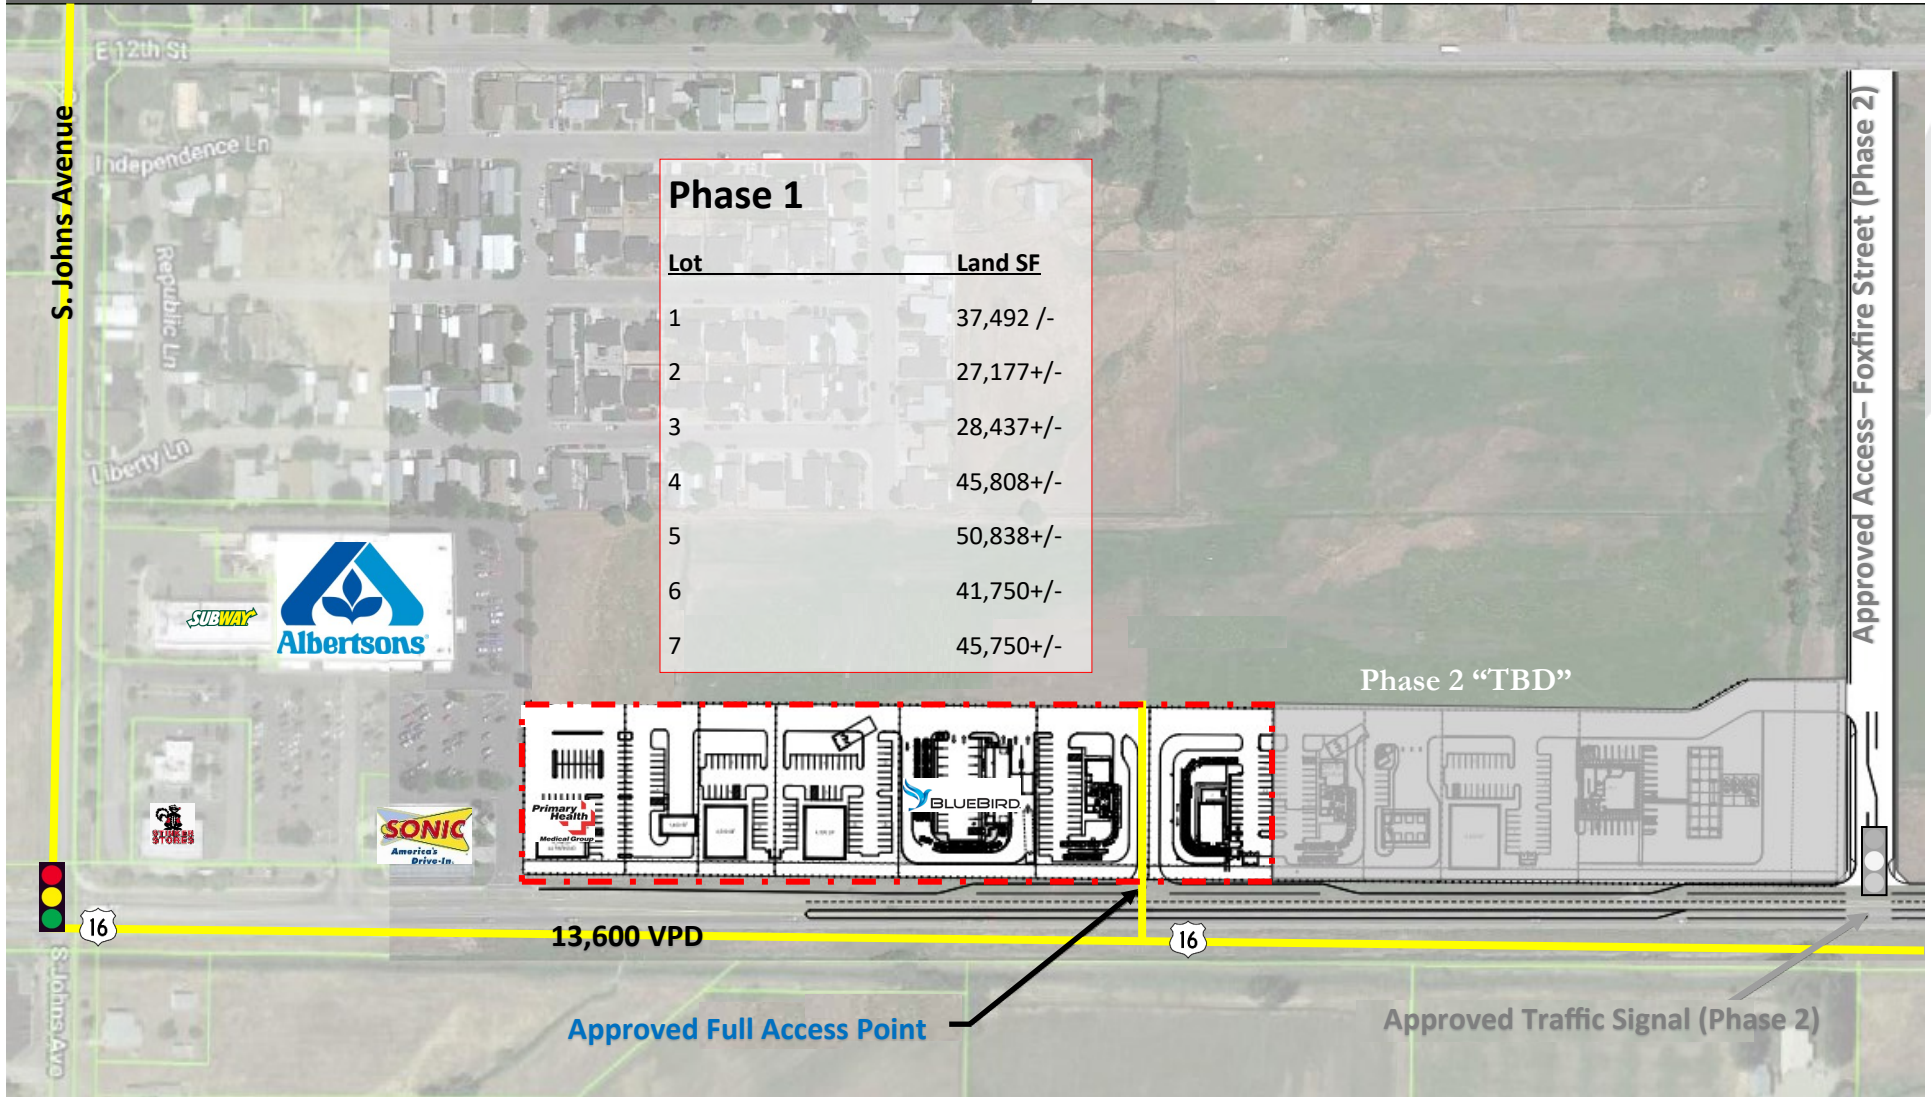 E 12th St
S. Johns Avenue
Independence Ln
Republic Ln
Liberty Ln
Phase 1
Lot Land SF
1 37,492 /-
2 27,177+/-
3 28,437+/-
4 45,808+/-
5 50,838+/-
6 41,750+/-
7 45,750+/-
Approved Access– Foxfire Street (Phase 2)
SUBWAY
Albertsons
Phase 2 “TBD”
STINKER
STORES
SONIC
America's
Drive-In.
Primary
Health
Medical Group
BLUEBIRD
16
13,600 VPD
16
S Johns Ave
Approved Full Access Point
Approved Traffic Signal (Phase 2)